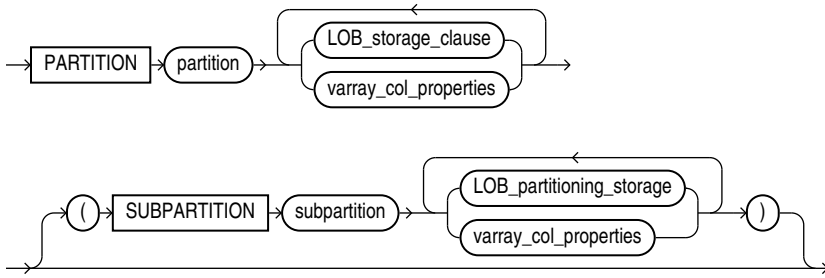 LOB_storage_clause
PARTITION partition
varray_col_properties
LOB_partitioning_storage
( SUBPARTITION subpartition )
varray_col_properties